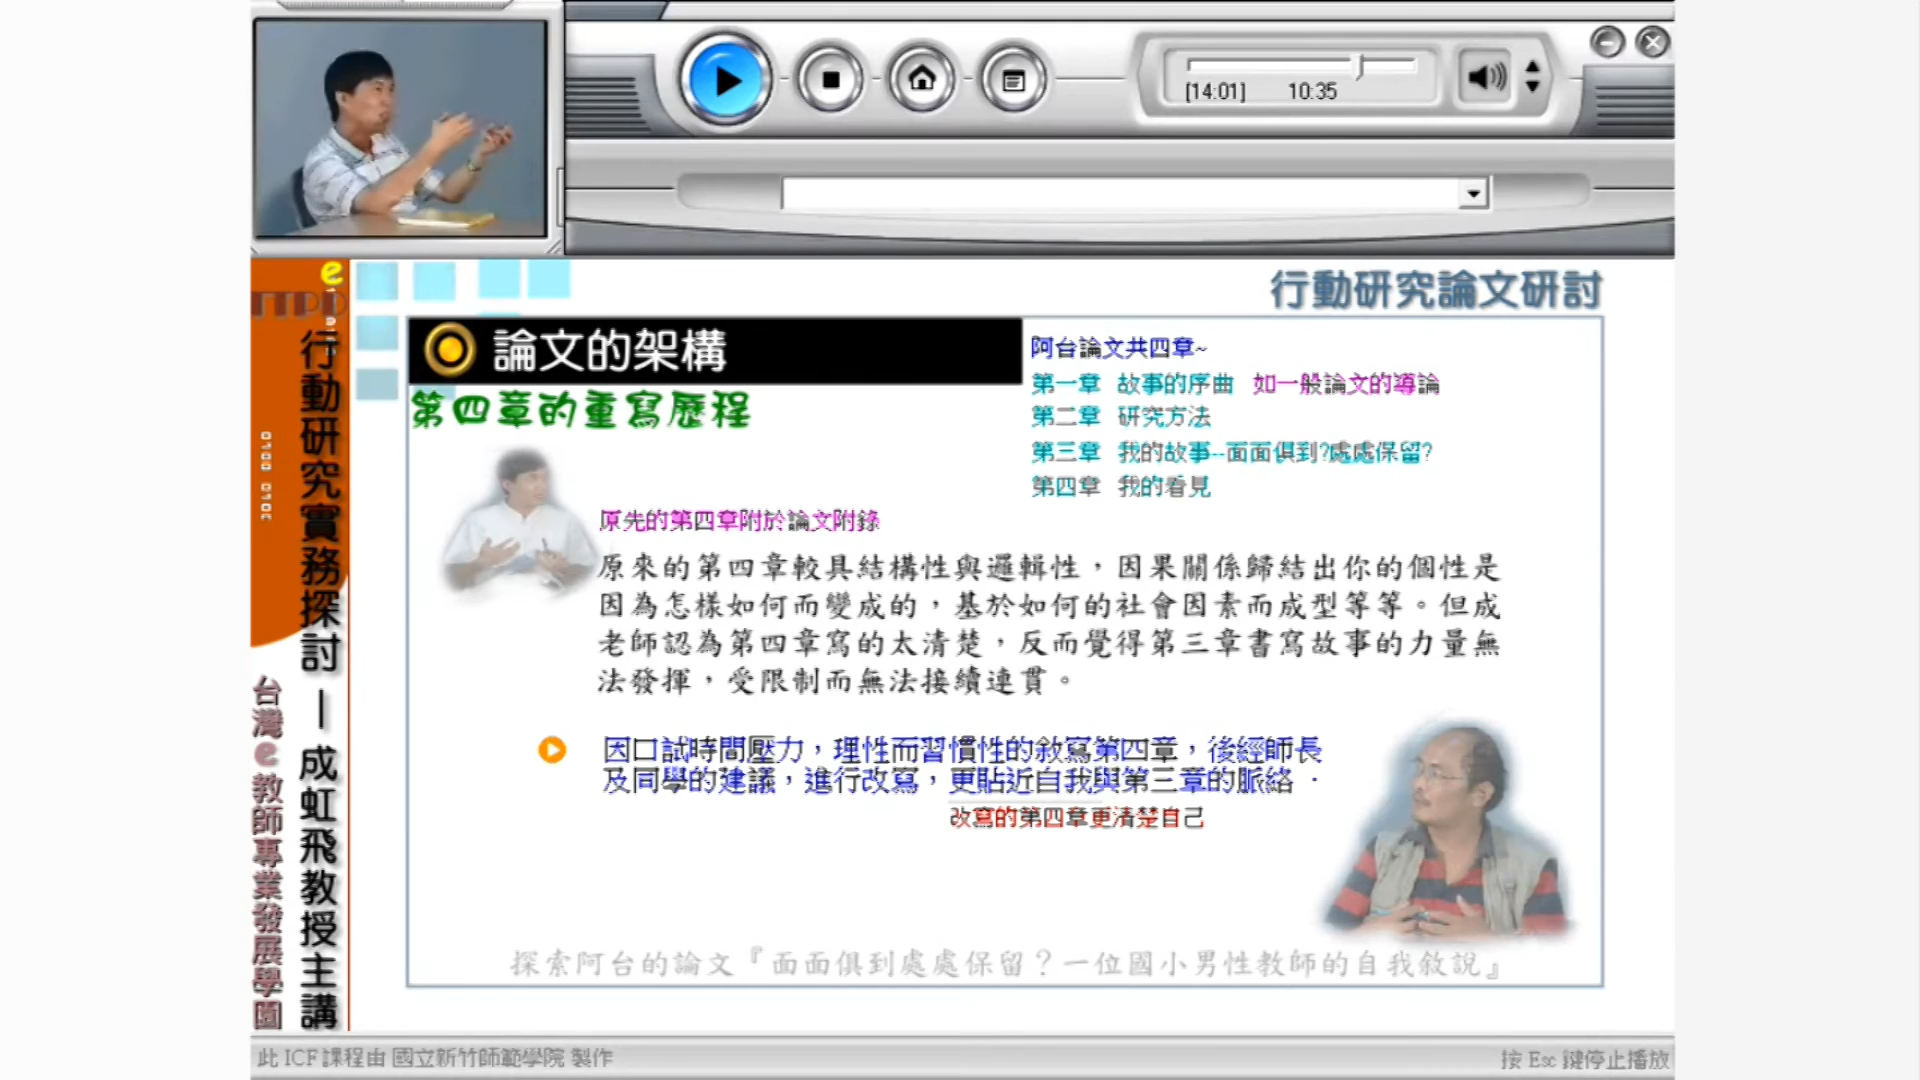 [14:01] 10:35
行動研究論文研討
論文的架構
第四章的重寫歷程
阿台論文共四章~
第一章 故事的序曲 如一般論文的導論
第二章 研究方法
第三章 我的故事--面面俱到?處處保留?
第四章 我的看見
原先的第四章附於論文附錄
原來的第四章較具結構性與邏輯性，因果關係歸結出你的個性是
因為怎樣如何而變成的，基於如何的社會因素而成型等等。但成
老師認為第四章寫的太清楚，反而覺得第三章書寫故事的力量無
法發揮，受限制而無法接續連貫。
因口試時間壓力，理性而習慣性的敘寫第四章，後經師長
及同學的建議，進行改寫，更貼近自我與第三章的脈絡．
改寫的第四章更清楚自己
探索阿台的論文『面面俱到處處保留？一位國小男性教師的自我敘說』
e
行動研究實務探討—成虹飛教授主講
台灣e教師專業發展學園
此 ICF 課程由 國立新竹師範學院 製作
按 Esc 鍵停止播放